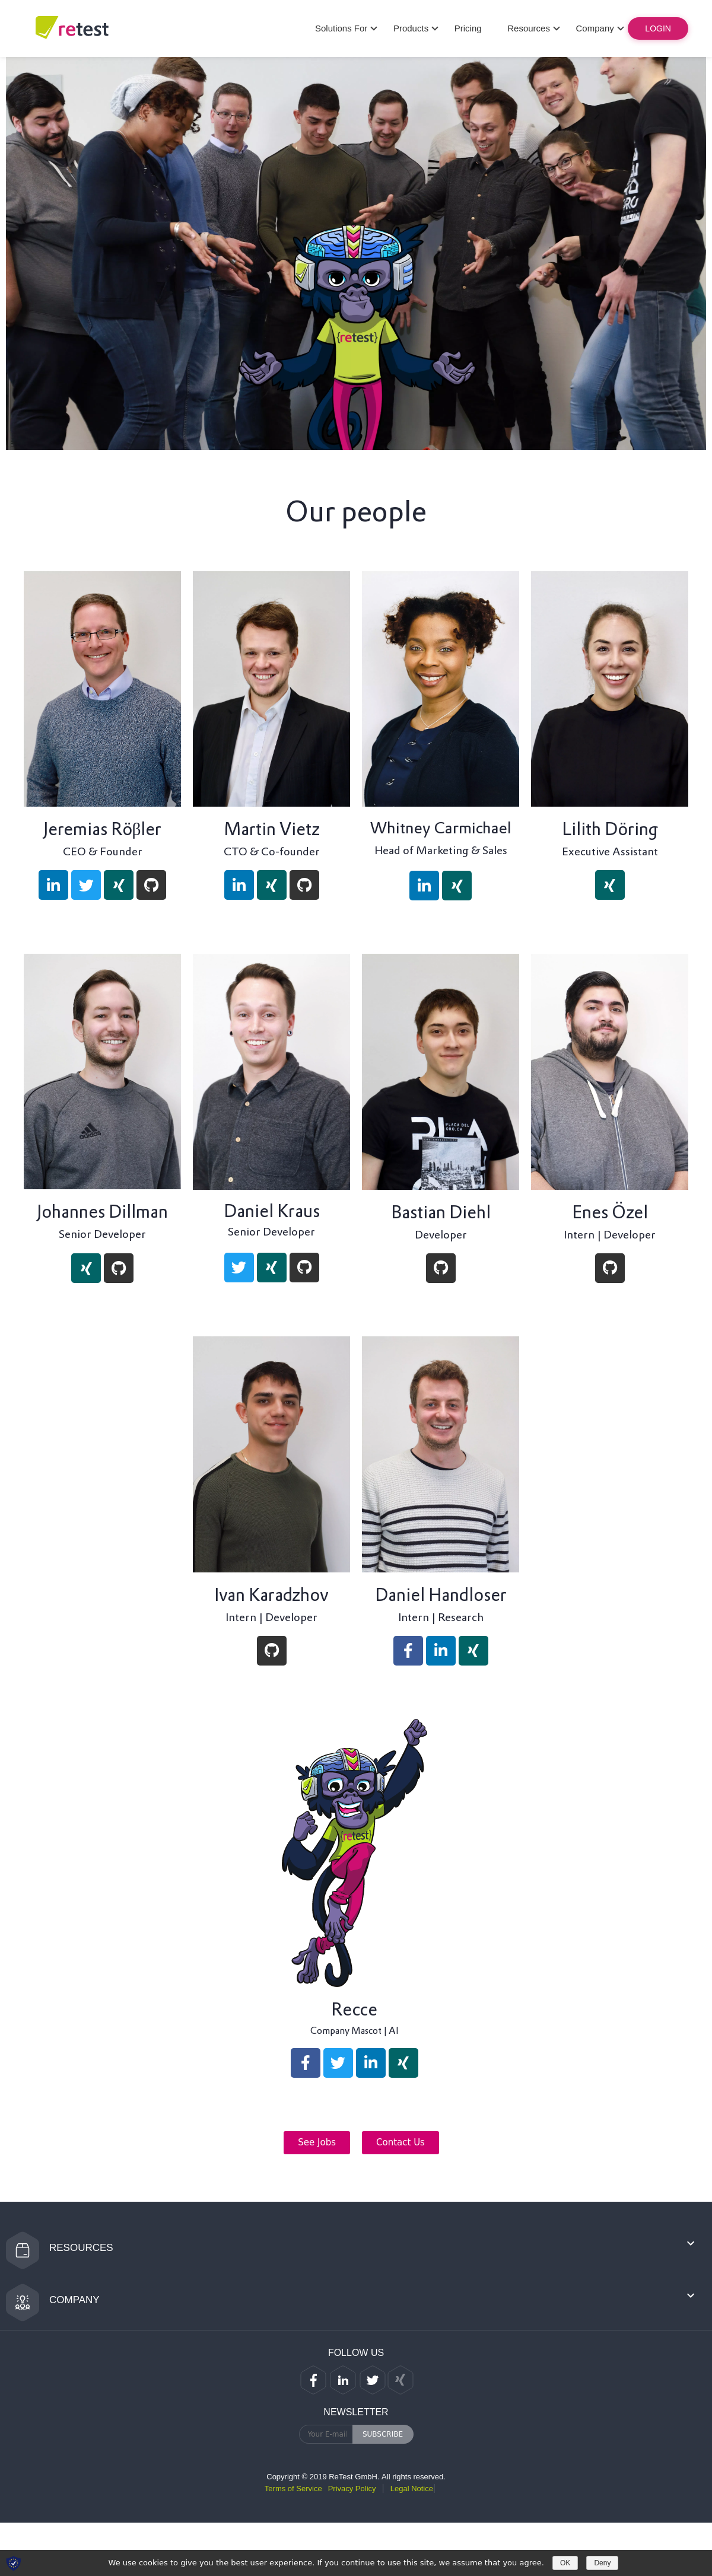 retest
Solutions For
Products
Pricing
Resources
Company
LOGIN
{retest}
Our people
Jeremias Rößler
CEO & Founder
Martin Vietz
CTO & Co-founder
Whitney Carmichael
Head of Marketing & Sales
Lilith Döring
Executive Assistant
adidas
PLA
PLAÇA DEL
Johannes Dillman
Senior Developer
Daniel Kraus
Senior Developer
Bastian Diehl
Developer
Enes Özel
Intern | Developer
Ivan Karadzhov
Intern | Developer
Daniel Handloser
Intern | Research
{retest}
Recce
Company Mascot | AI
See Jobs
Contact Us
RESOURCES
COMPANY
FOLLOW US
NEWSLETTER
Your E-mail
SUBSCRIBE
Copyright © 2019 ReTest GmbH. All rights reserved.
Terms of Service Privacy Policy | Legal Notice
We use cookies to give you the best user experience. If you continue to use this site, we assume that you agree.
OK
Deny